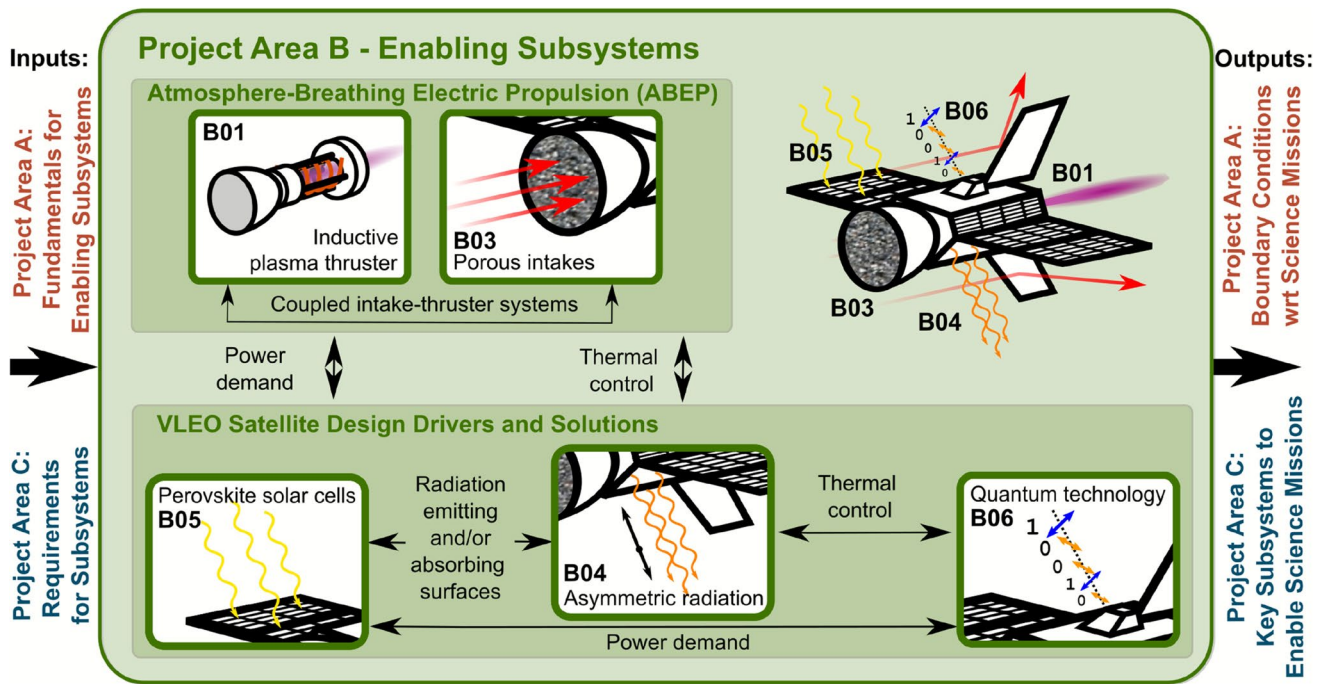 Inputs:
Project Area A:
Fundamentals for
Enabling Subsystems
Project Area C:
Requirements
for Subsystems
Project Area B - Enabling Subsystems
Atmosphere-Breathing Electric Propulsion (ABEP)
B01
Inductive
plasma thruster
B03
Porous intakes
Coupled intake-thruster systems
B05
B06
1
0
0
1
0
B01
B03
B04
Power
demand
Thermal
control
VLEO Satellite Design Drivers and Solutions
Perovskite solar cells
B05
Radiation
emitting
and/or
absorbing
surfaces
B04
Asymmetric radiation
Thermal
control
Quantum technology
B06
1
0
0
1
0
Power demand
Outputs:
Project Area A:
Boundary Conditions
wrt Science Missions
Project Area C:
Key Subsystems to
Enable Science Missions